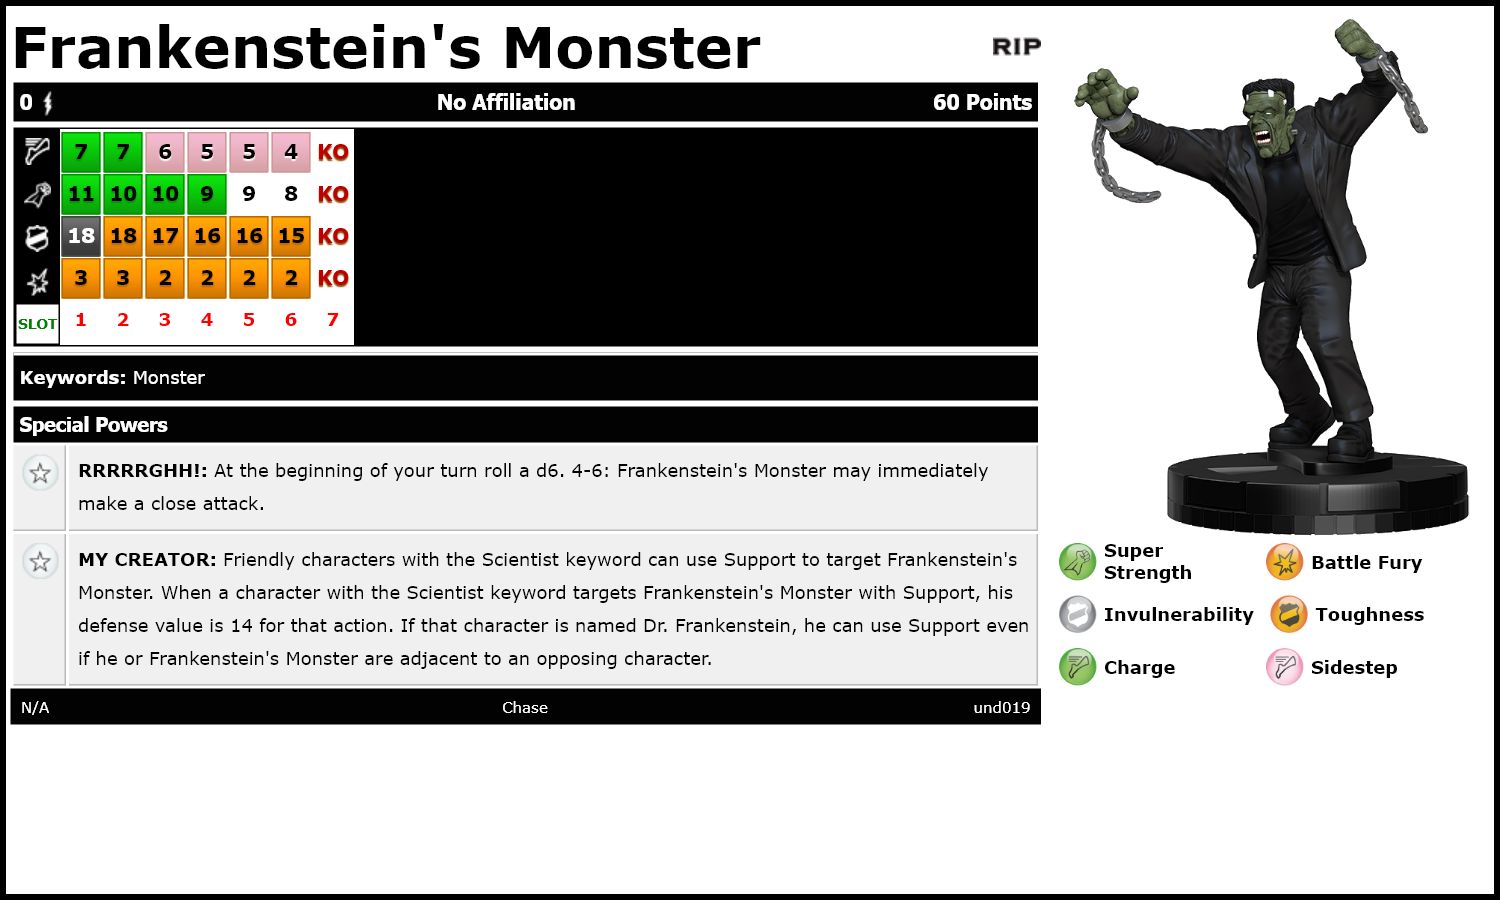 Frankenstein's Monster
RIP
0 No Affiliation 60 Points
7 7 6 5 5 4 KO
11 10 10 9 9 8 KO
18 18 17 16 16 15 KO
3 3 2 2 2 2 KO
SLOT 1 2 3 4 5 6 7
Keywords: Monster
Special Powers
RRRRRGHH!: At the beginning of your turn roll a d6. 4-6: Frankenstein's Monster may immediately
make a close attack.
MY CREATOR: Friendly characters with the Scientist keyword can use Support to target Frankenstein's
Monster. When a character with the Scientist keyword targets Frankenstein's Monster with Support, his
defense value is 14 for that action. If that character is named Dr. Frankenstein, he can use Support even
if he or Frankenstein's Monster are adjacent to an opposing character.
N/A Chase und019
Super
Strength
Battle Fury
Invulnerability
Toughness
Charge
Sidestep